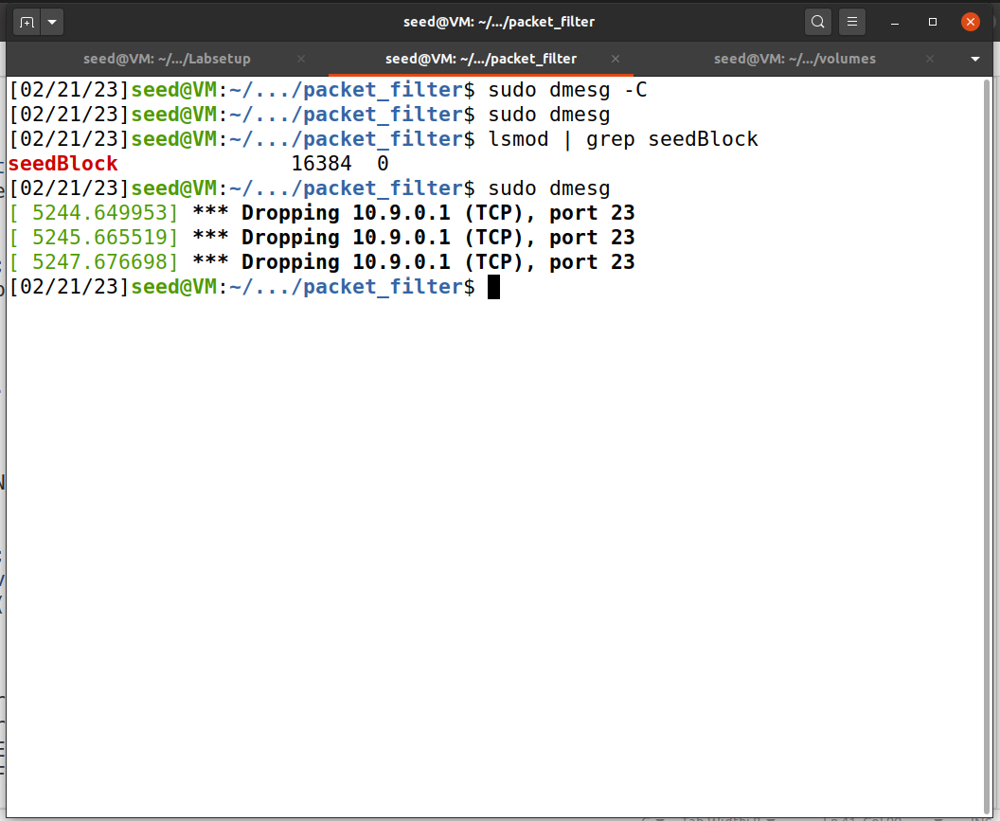 seed@VM: ~/.../packet_filter
seed@VM: ~/.../Labsetup
seed@VM: ~/.../packet_filter
seed@VM: ~/.../volumes
[02/21/23]seed@VM:~/.../packet_filter$ sudo dmesg -C
[02/21/23]seed@VM:~/.../packet_filter$ sudo dmesg
[02/21/23]seed@VM:~/.../packet_filter$ lsmod | grep seedBlock
seedBlock              16384  0
[02/21/23]seed@VM:~/.../packet_filter$ sudo dmesg
[ 5244.649953] *** Dropping 10.9.0.1 (TCP), port 23
[ 5245.665519] *** Dropping 10.9.0.1 (TCP), port 23
[ 5247.676698] *** Dropping 10.9.0.1 (TCP), port 23
[02/21/23]seed@VM:~/.../packet_filter$